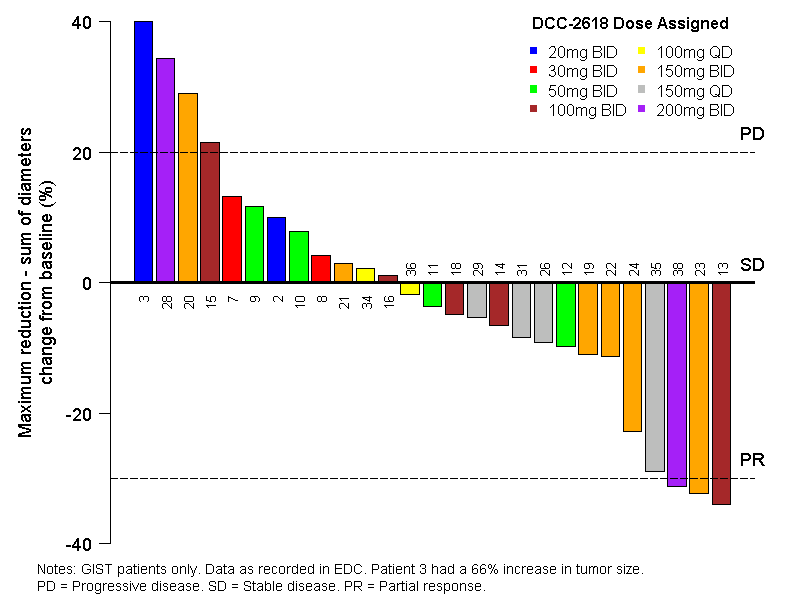 DCC-2618 Dose Assigned
20mg BID 100mg QD
30mg BID 150mg BID
50mg BID 150mg QD
100mg BID 200mg BID
Maximum reduction - sum of diameters
change from baseline (%)
40
20
0
-20
-40
PD
SD
PR
3 28 20 15 7 9 2 10 8 21 34 16
36 11 18 29 14 31 26 12 19 22 24 35 38 23 13
Notes: GIST patients only. Data as recorded in EDC. Patient 3 had a 66% increase in tumor size.
PD = Progressive disease. SD = Stable disease. PR = Partial response.